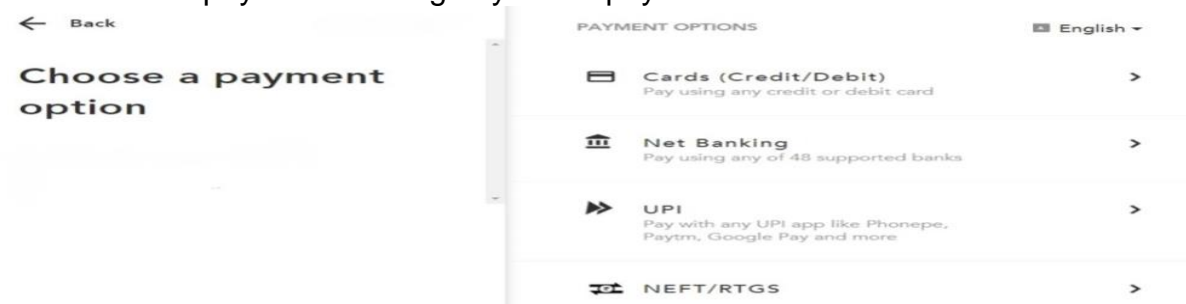 ← Back
Choose a payment
option
PAYMENT OPTIONS
English
Cards (Credit/Debit)
Pay using any credit or debit card
Net Banking
Pay using any of 48 supported banks
UPI
Pay with any UPI app like Phonepe,
Paytm, Google Pay and more
NEFT/RTGS